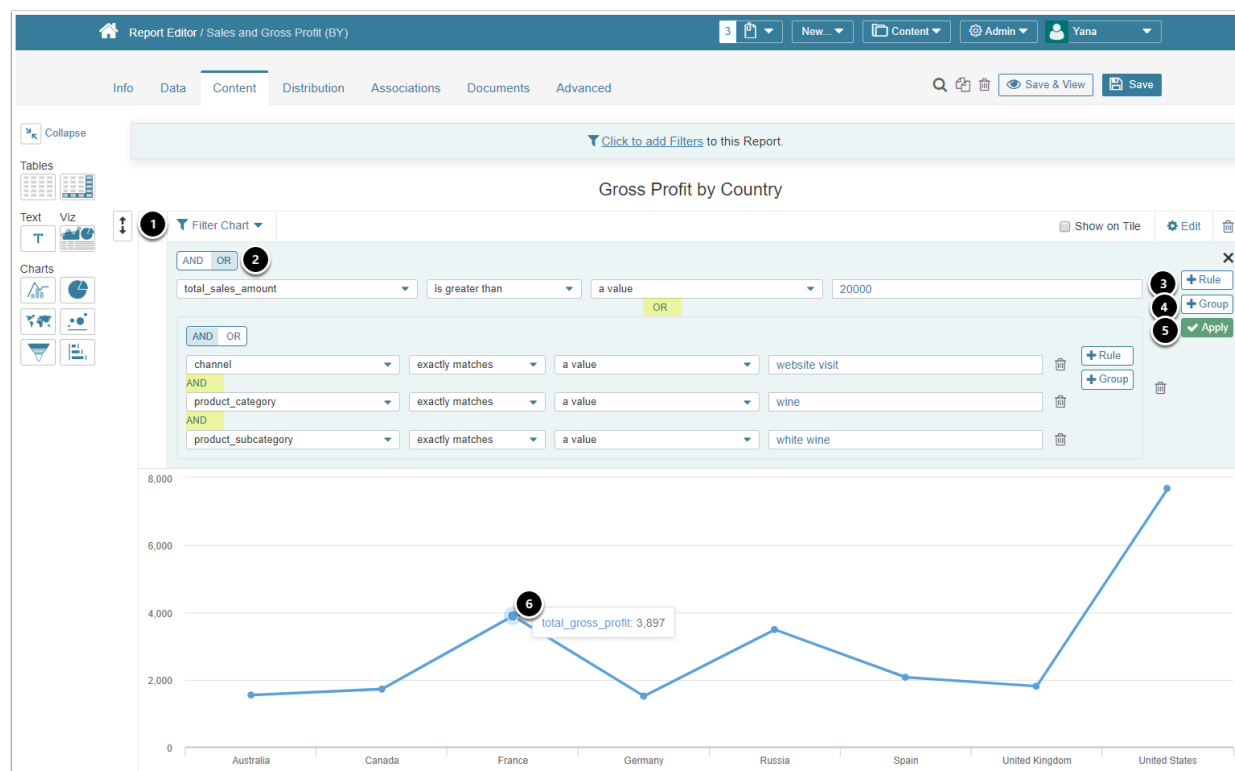 Report Editor / Sales and Gross Profit (BY)
3
New...
Content
Admin
Yana
Info
Data
Content
Distribution
Associations
Documents
Advanced
Save & View
Save
Collapse
Click to add Filters to this Report.
Tables
Gross Profit by Country
Text
Viz
T
Charts
1
Filter Chart
Show on Tile
Edit
AND
OR
2
total_sales_amount
is greater than
a value
20000
3
Rule
OR
4
Group
5
Apply
AND
OR
channel
exactly matches
a value
website visit
Rule
AND
Group
product_category
exactly matches
a value
wine
AND
product_subcategory
exactly matches
a value
white wine
8,000
6,000
4,000
2,000
0
6
total_gross_profit: 3,897
Australia
Canada
France
Germany
Russia
Spain
United Kingdom
United States